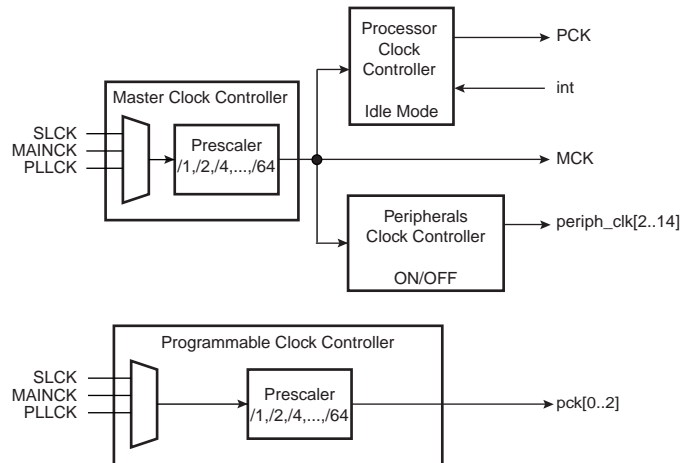 Processor
Clock
Controller
Idle Mode
PCK
int
Master Clock Controller
SLCK
MAINCK
PLLCK
Prescaler
/1,/2,/4,...,/64
MCK
Peripherals
Clock Controller
ON/OFF
periph_clk[2..14]
Programmable Clock Controller
SLCK
MAINCK
PLLCK
Prescaler
/1,/2,/4,...,/64
pck[0..2]